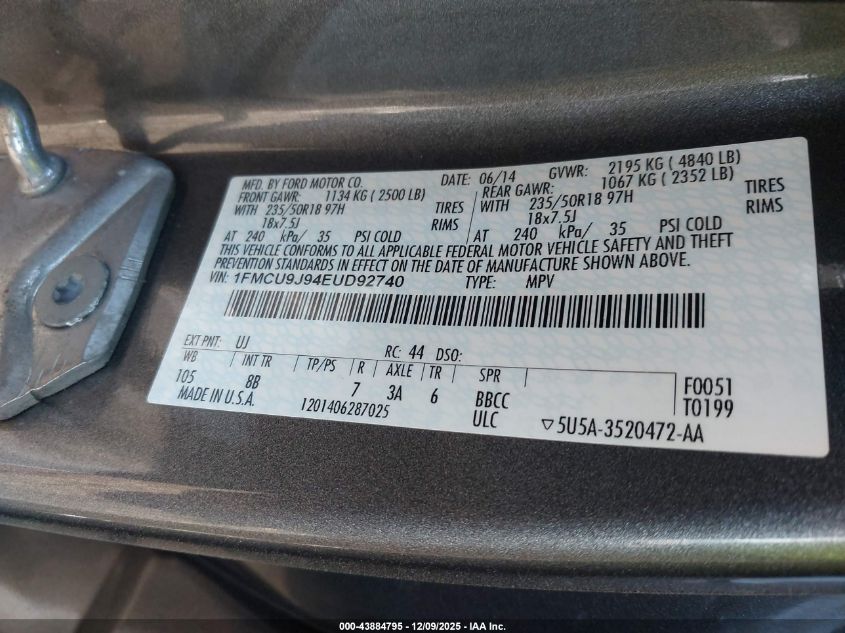 MFD. BY FORD MOTOR CO. DATE: 06/14 GVWR: 2195 KG ( 4840 LB)
FRONT GAWR: 1134 KG ( 2500 LB) REAR GAWR: 1067 KG ( 2352 LB)
WITH 235/50R18 97H TIRES WITH 235/50R18 97H TIRES
18x7.5J RIMS 18x7.5J RIMS
AT 240 kPa/ 35 PSI COLD AT 240 kPa/ 35 PSI COLD
THIS VEHICLE CONFORMS TO ALL APPLICABLE FEDERAL MOTOR VEHICLE SAFETY AND THEFT
PREVENTION STANDARDS IN EFFECT ON THE DATE OF MANUFACTURE SHOWN ABOVE.
VIN: 1FMCU9J94EUD92740 TYPE: MPV
EXT PNT: UJ RC: 44 DSO:
WB INT TR TP/PS R AXLE TR SPR
105 8B 7 3A 6 BBCC F0051
MADE IN U.S.A. 1201406287025 ULC ▽5U5A-3520472-AA T0199
000-43884795 - 12/09/2025 - IAA Inc.